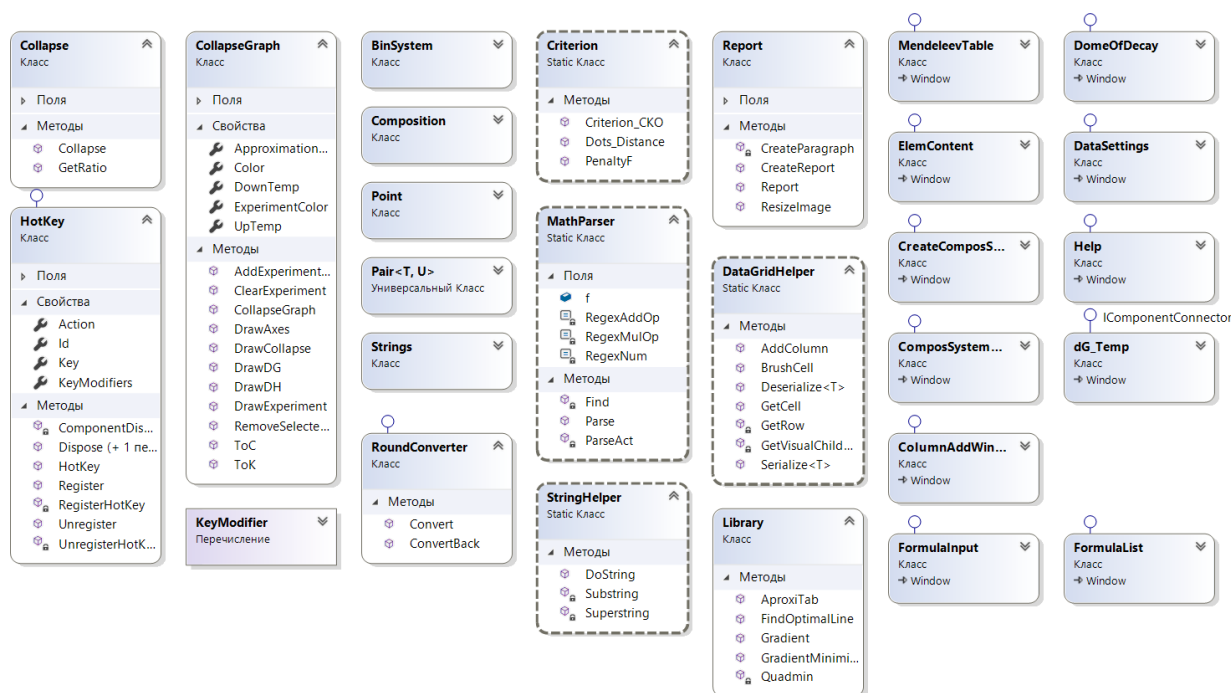 Collapse
Класс
Поля
Методы
Collapse
GetRatio
HotKey
Класс
Поля
Свойства
Action
Id
Key
KeyModifiers
Методы
ComponentDis...
Dispose (+ 1 пе...
HotKey
Register
RegisterHotKey
Unregister
UnregisterHotK...
CollapseGraph
Класс
Поля
Свойства
Approximation...
Color
DownTemp
ExperimentColor
UpTemp
Методы
AddExperiment...
ClearExperiment
CollapseGraph
DrawAxes
DrawCollapse
DrawDG
DrawDH
DrawExperiment
RemoveSelecte...
ToC
ToK
KeyModifier
Перечисление
BinSystem
Класс
Composition
Класс
Point
Класс
Pair<T, U>
Универсальный Класс
Strings
Класс
RoundConverter
Класс
Методы
Convert
ConvertBack
Criterion
Static Класс
Методы
Criterion_CKO
Dots_Distance
PenaltyF
MathParser
Static Класс
Поля
f
RegexAddOp
RegexMulOp
RegexNum
Методы
Find
Parse
ParseAct
StringHelper
Static Класс
Методы
DoString
Substring
Superstring
Report
Класс
Поля
Методы
CreateParagraph
CreateReport
Report
ResizeImage
DataGridHelper
Static Класс
Методы
AddColumn
BrushCell
Deserialize<T>
GetCell
GetRow
GetVisualChild...
Serialize<T>
Library
Класс
Методы
AproxiTab
FindOptimalLine
Gradient
GradientMinimi...
Quadmin
MendeleevTable
Класс
Window
ElemContent
Класс
Window
CreateComposS...
Класс
Window
ComposSystem...
Класс
Window
ColumnAddWin...
Класс
Window
FormulaInput
Класс
Window
DomeOfDecay
Класс
Window
DataSettings
Класс
Window
Help
Класс
Window
IComponentConnector
dG_Temp
Класс
Window
FormulaList
Класс
Window